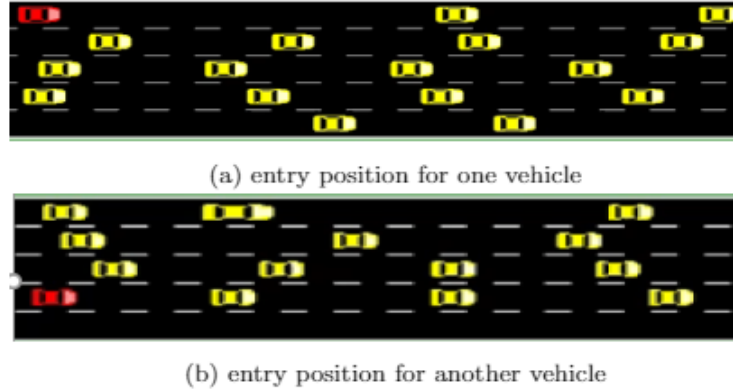 (a) entry position for one vehicle
(b) entry position for another vehicle